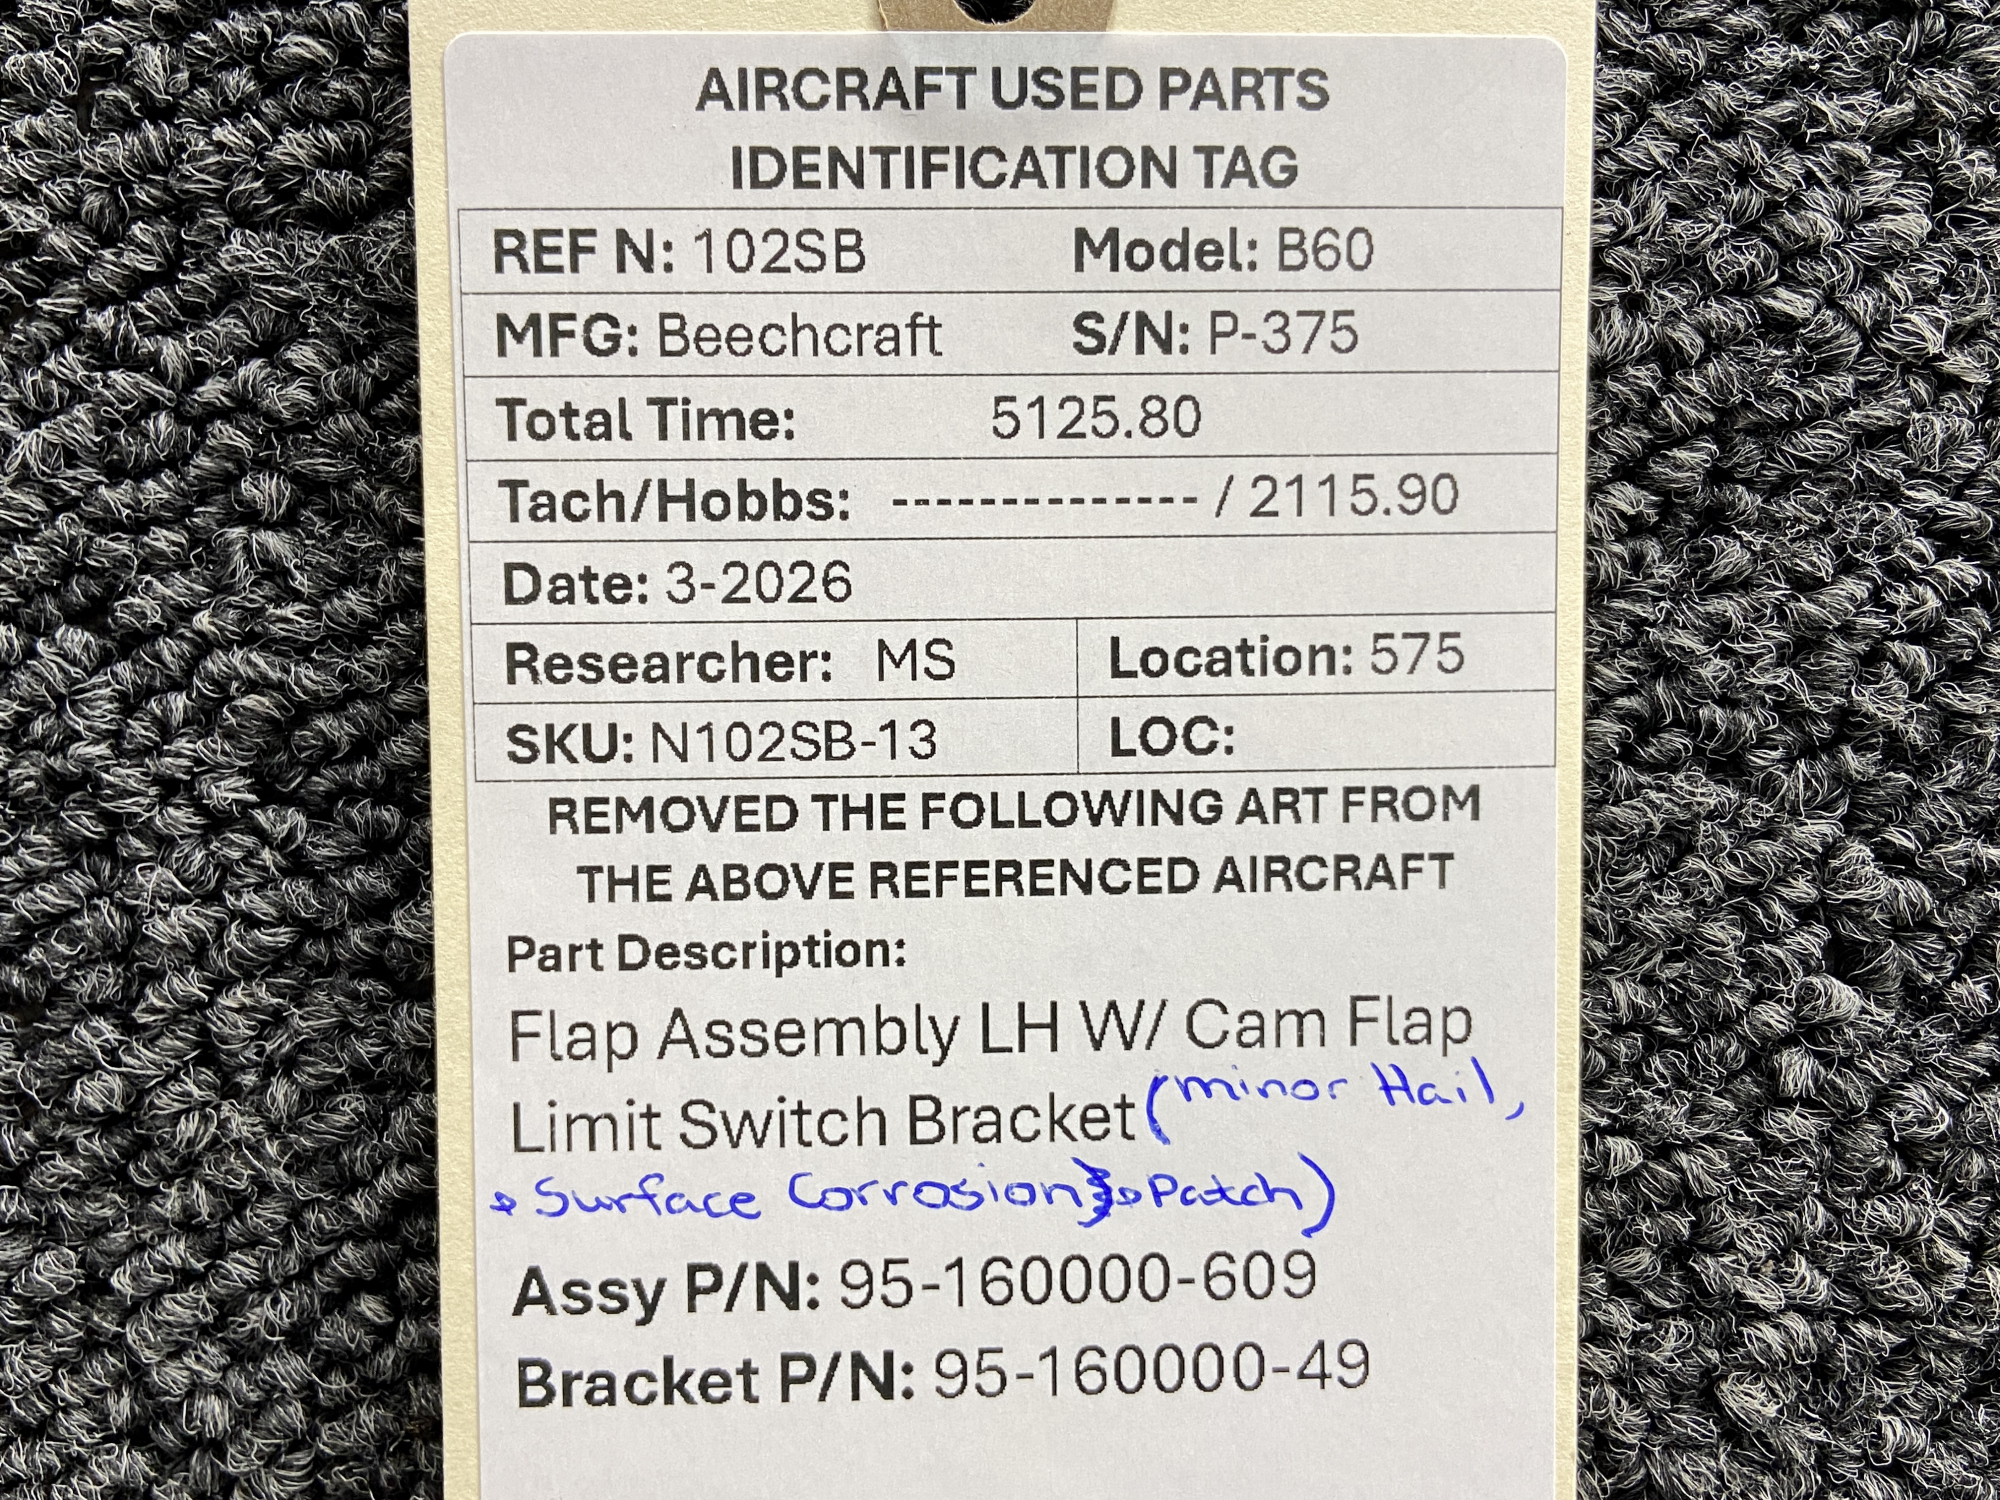 AIRCRAFT USED PARTS
IDENTIFICATION TAG
REF N: 102SB Model: B60
MFG: Beechcraft S/N: P-375
Total Time: 5125.80
Tach/Hobbs: -------------- / 2115.90
Date: 3-2026
Researcher: MS Location: 575
SKU: N102SB-13 LOC:
REMOVED THE FOLLOWING ART FROM
THE ABOVE REFERENCED AIRCRAFT
Part Description:
Flap Assembly LH W/ Cam Flap
Limit Switch Bracket (minor Hail,
Surface Corrosion Patch)
Assy P/N: 95-160000-609
Bracket P/N: 95-160000-49